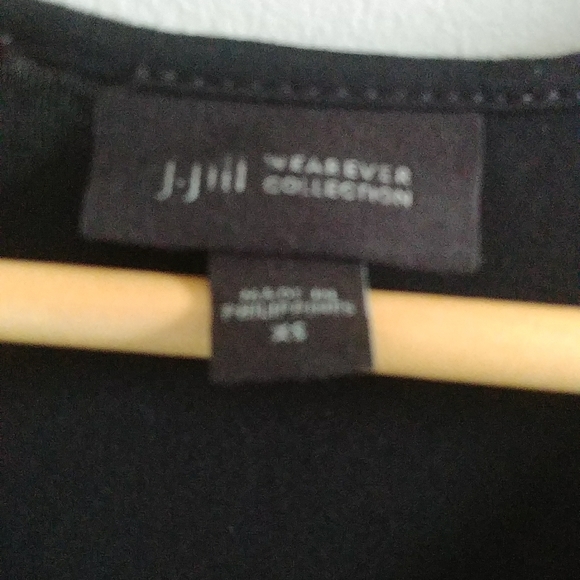 J.Jill WEAREVER
COLLECTION
MADE IN
PHILIPPINES
XS